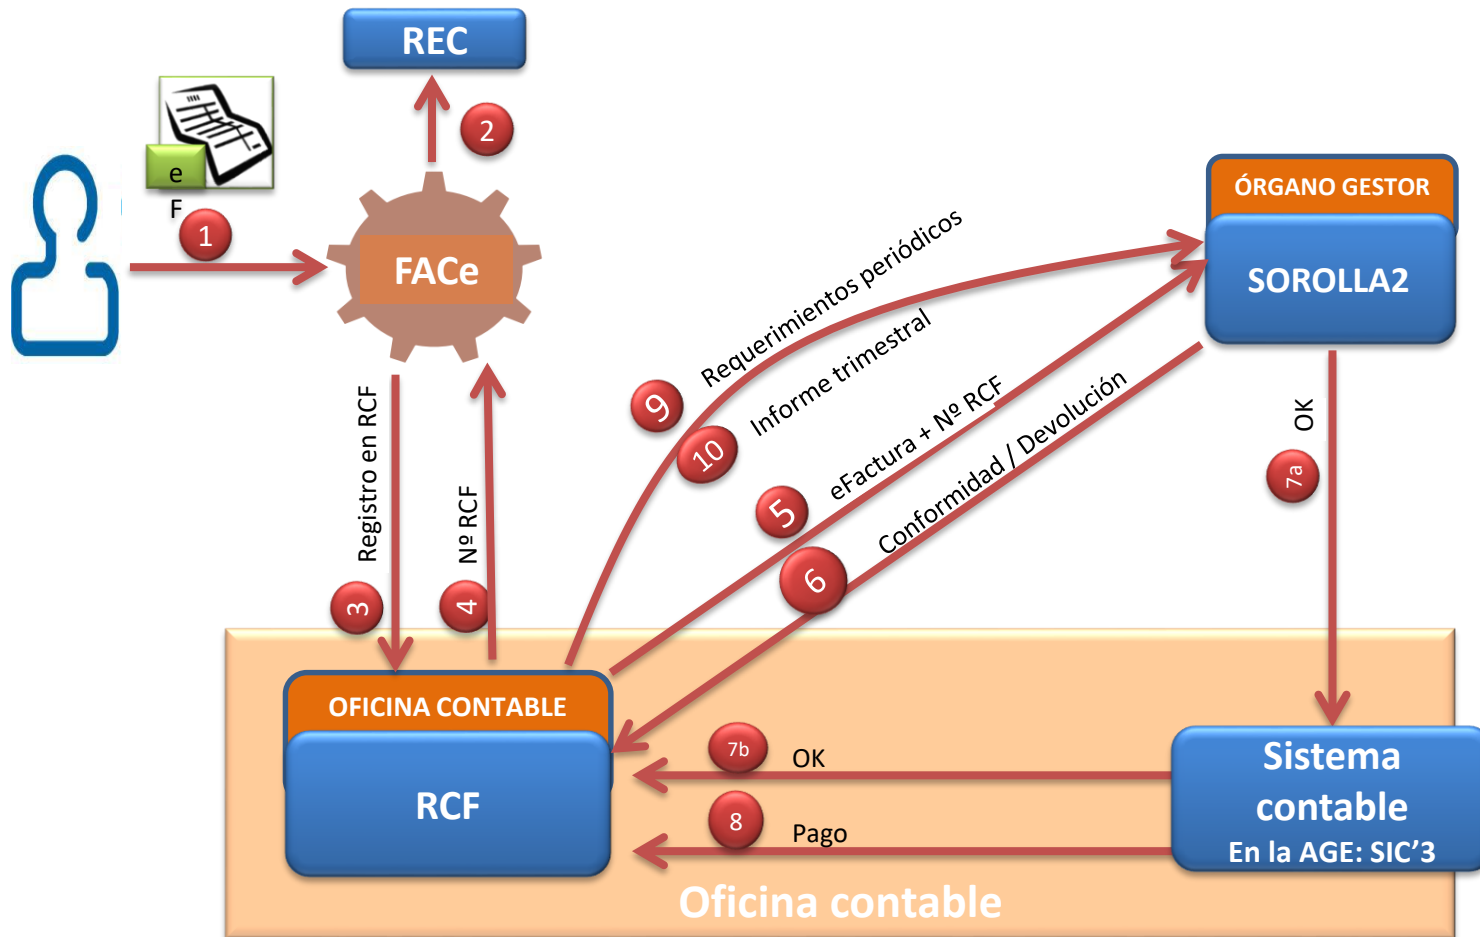 REC
2
e
F
1
FACe
ÓRGANO GESTOR
SOROLLA2
Requerimientos periódicos
9
Informe trimestral
10
eFactura + Nº RCF
5
Conformidad / Devolución
6
OK
7a
Registro en RCF
3
Nº RCF
4
OFICINA CONTABLE
RCF
7b
OK
8
Pago
Sistema
contable
En la AGE: SIC’3
Oficina contable